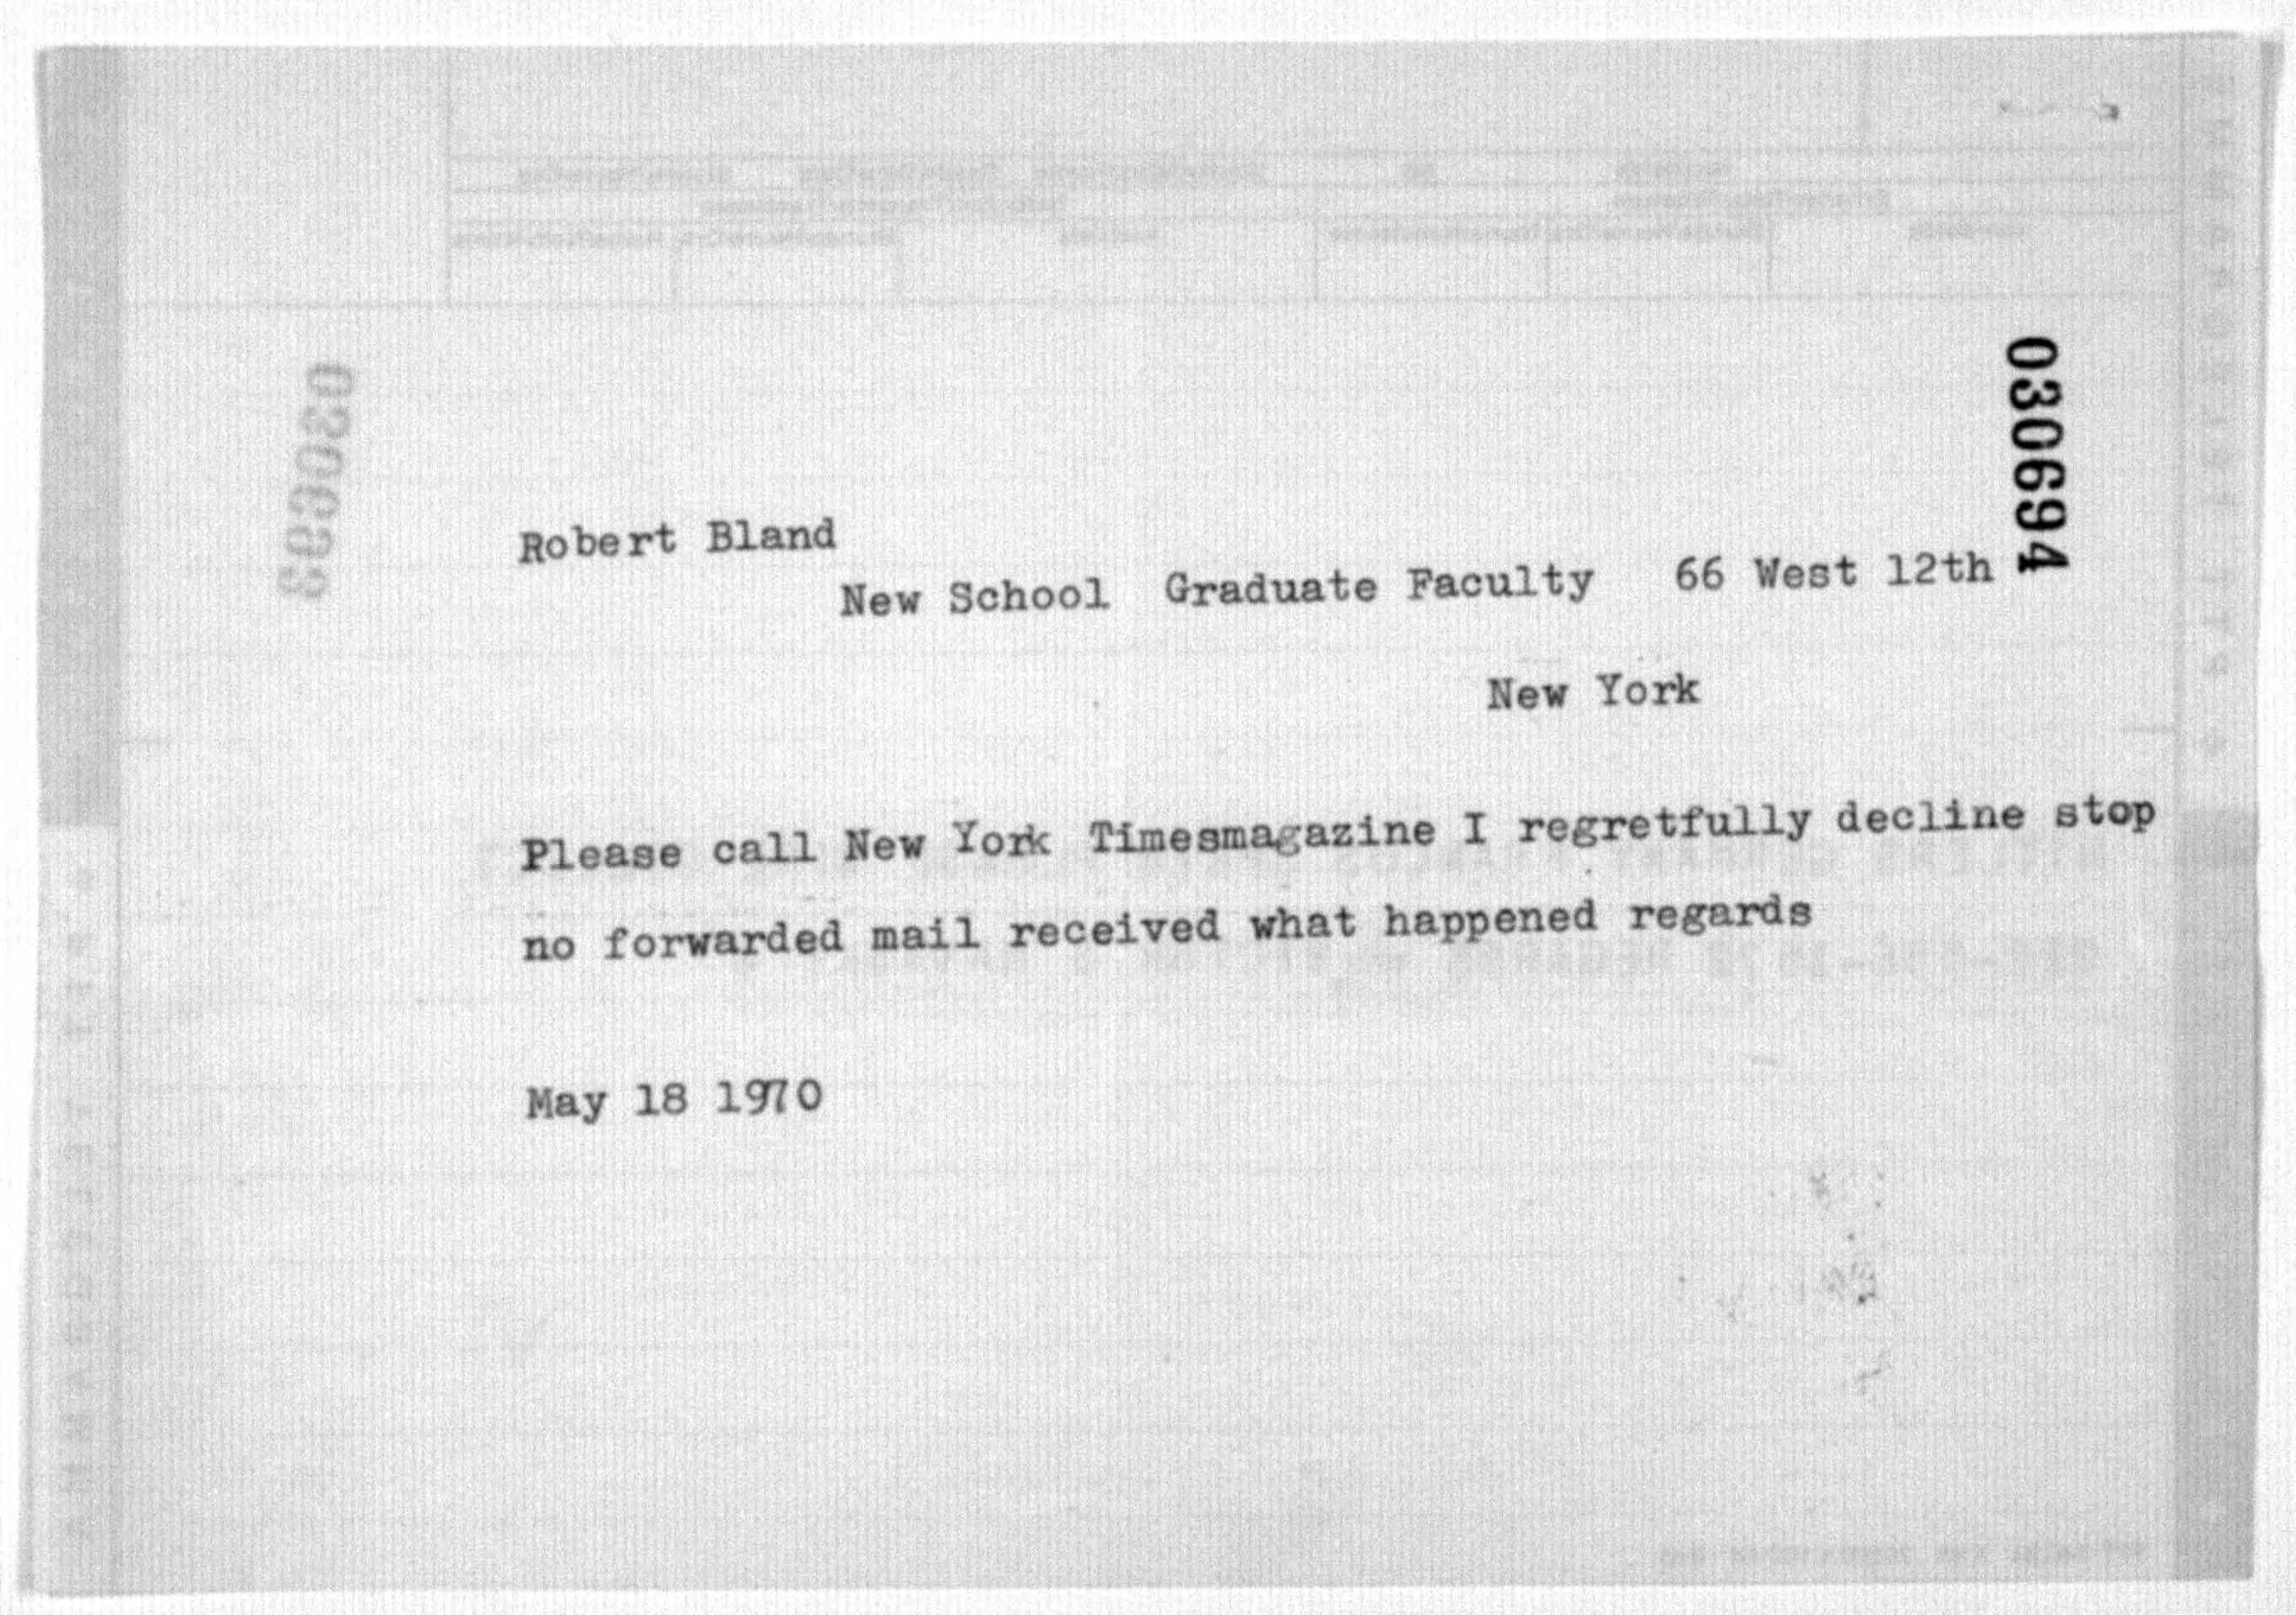 030694
030693
Robert Bland
New School Graduate Faculty 66 West 12th
New York
Please call New York Timesmagazine I regretfully decline stop
no forwarded mail received what happened regards
May 18 1970